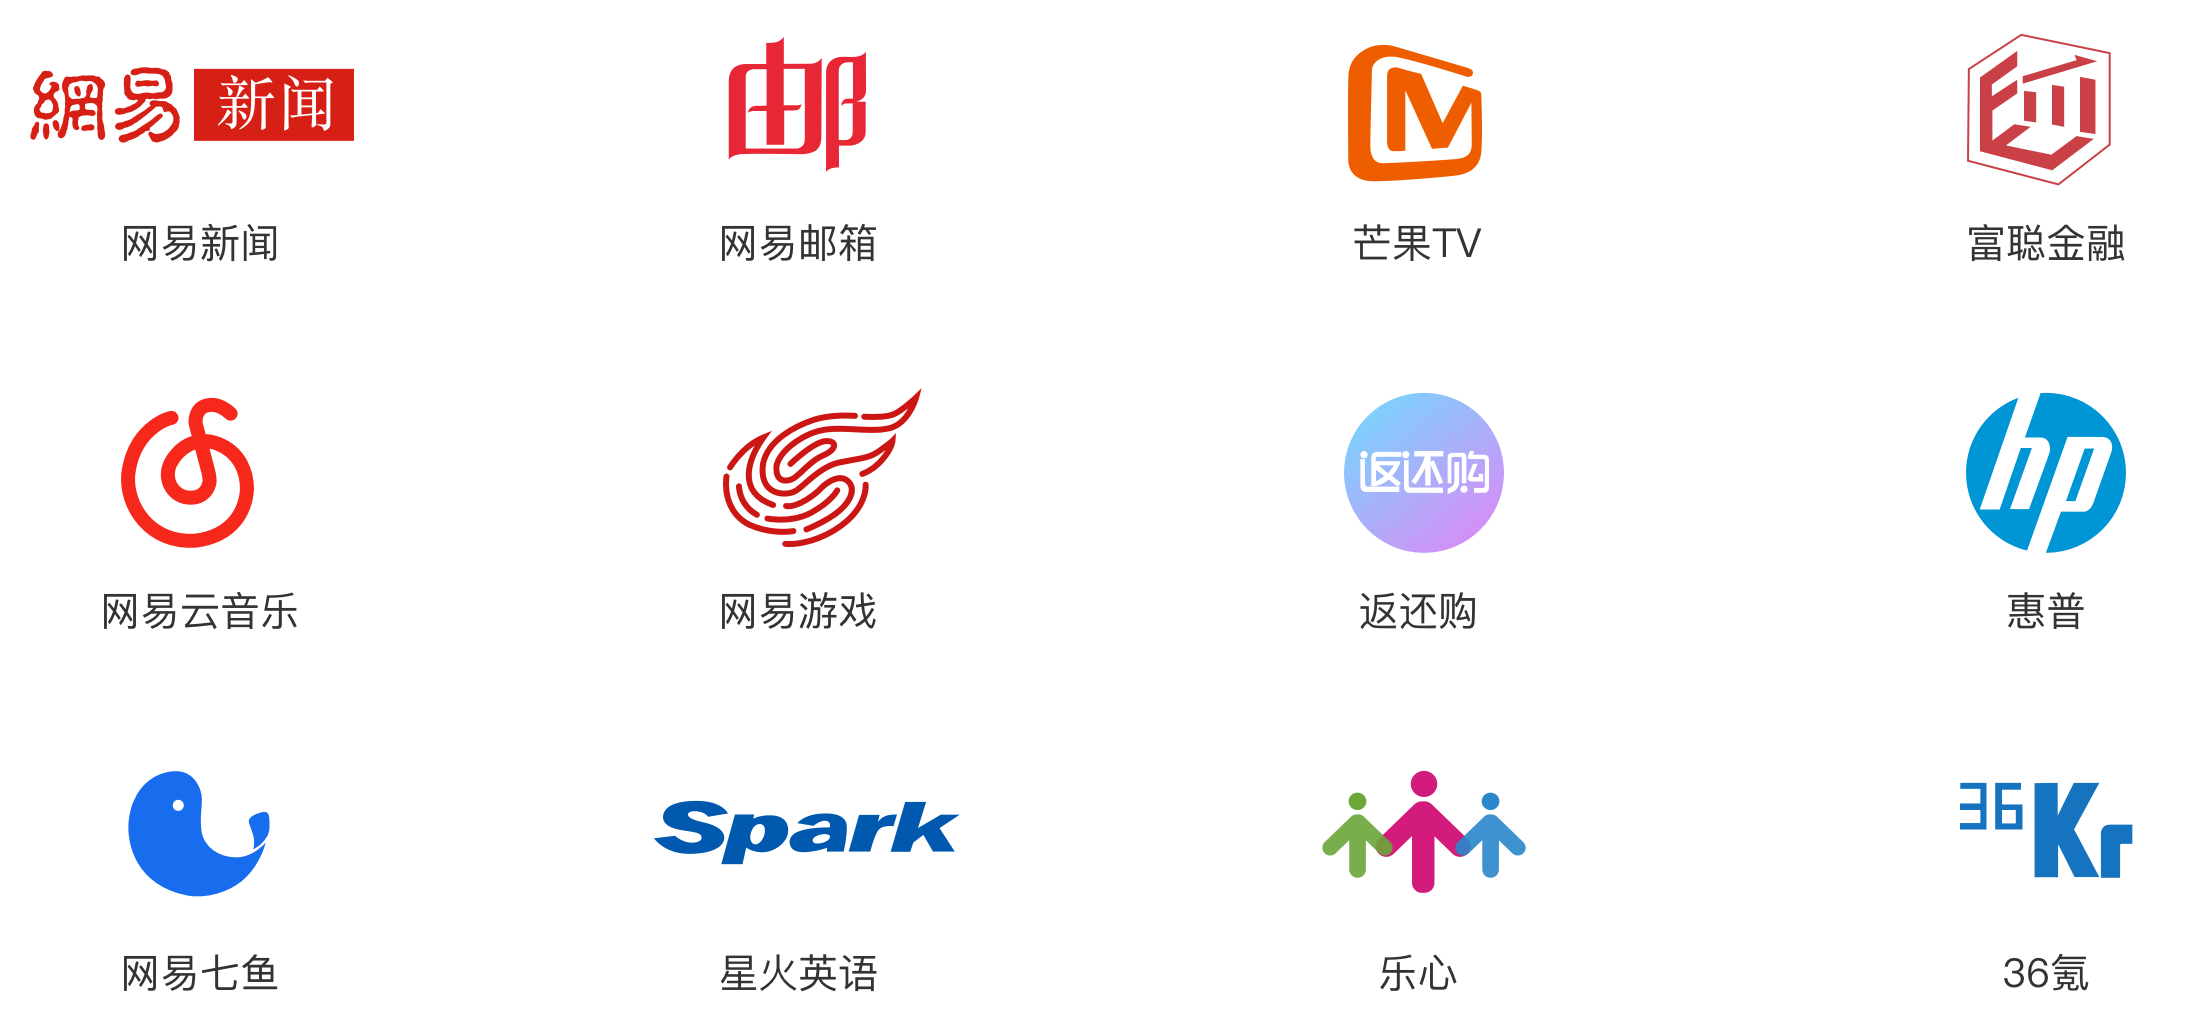 網易 新闻
邮
网易新闻
网易邮箱
芒果TV
富聪金融
返还购
hp
网易云音乐
网易游戏
返还购
惠普
Spark
36Kr
网易七鱼
星火英语
乐心
36氪